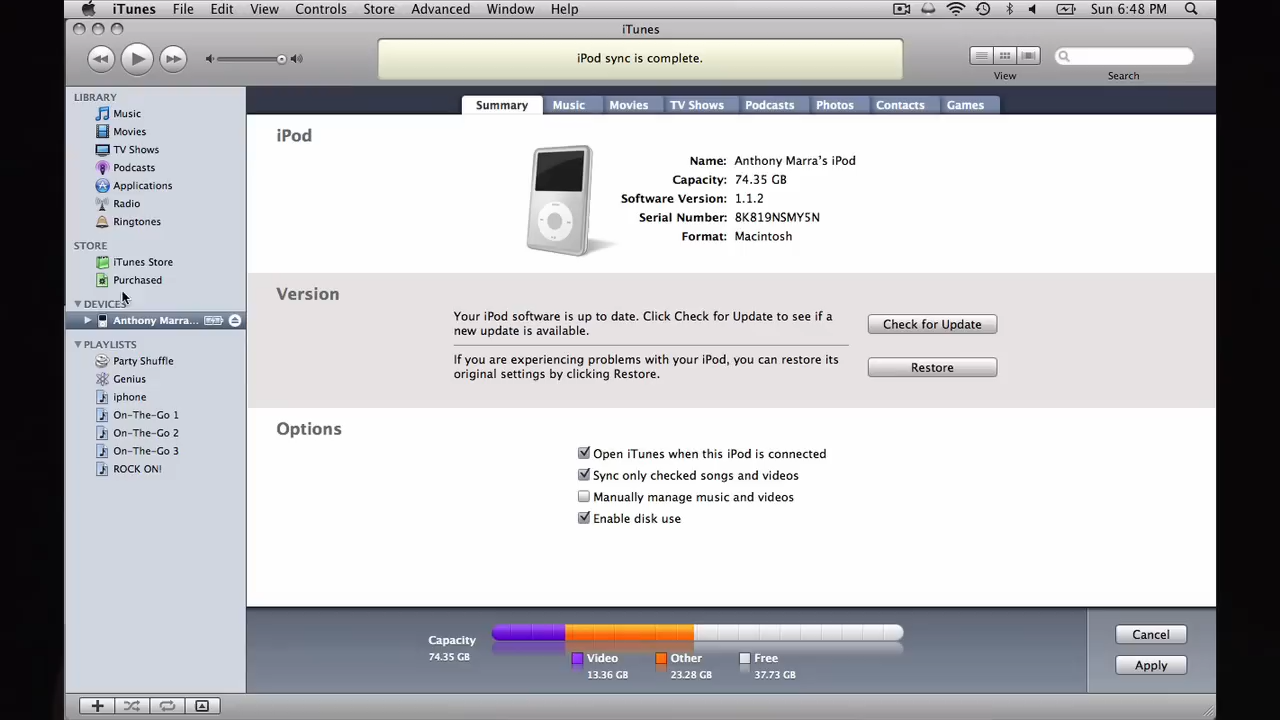 iTunes File Edit View Controls Store Advanced Window Help Sun 6:48 PM
iTunes
iPod sync is complete.
View
Search
LIBRARY
Music
Movies
TV Shows
Podcasts
Applications
Radio
Ringtones
STORE
iTunes Store
Purchased
DEVICES
Anthony Marra...
PLAYLISTS
Party Shuffle
Genius
iphone
On-The-Go 1
On-The-Go 2
On-The-Go 3
ROCK ON!
Summary Music Movies TV Shows Podcasts Photos Contacts Games
iPod
Name: Anthony Marra's iPod
Capacity: 74.35 GB
Software Version: 1.1.2
Serial Number: 8K819NSMY5N
Format: Macintosh
Version
Your iPod software is up to date. Click Check for Update to see if a
new update is available.
Check for Update
If you are experiencing problems with your iPod, you can restore its
original settings by clicking Restore.
Restore
Options
Open iTunes when this iPod is connected
Sync only checked songs and videos
Manually manage music and videos
Enable disk use
Capacity
74.35 GB
Video
13.36 GB
Other
23.28 GB
Free
37.73 GB
Cancel
Apply